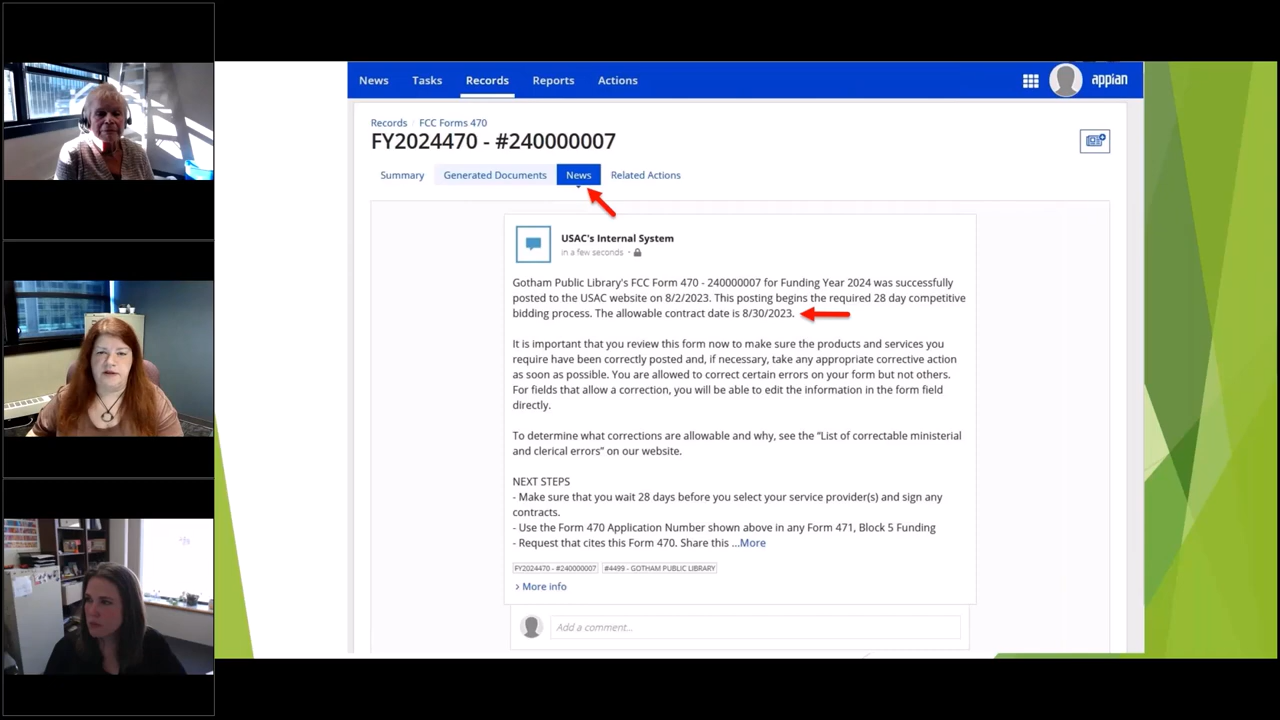 News Tasks Records Reports Actions
appian
Records FCC Forms 470
FY2024470 - #240000007
Summary Generated Documents News Related Actions
USAC's Internal System
in a few seconds •
Gotham Public Library's FCC Form 470 - 240000007 for Funding Year 2024 was successfully
posted to the USAC website on 8/2/2023. This posting begins the required 28 day competitive
bidding process. The allowable contract date is 8/30/2023.
It is important that you review this form now to make sure the products and services you
require have been correctly posted and, if necessary, take any appropriate corrective action
as soon as possible. You are allowed to correct certain errors on your form but not others.
For fields that allow a correction, you will be able to edit the information in the form field
directly.
To determine what corrections are allowable and why, see the “List of correctable ministerial
and clerical errors” on our website.
NEXT STEPS
- Make sure that you wait 28 days before you select your service provider(s) and sign any
contracts.
- Use the Form 470 Application Number shown above in any Form 471, Block 5 Funding
- Request that cites this Form 470. Share this ...More
FY2024470 - #240000007 #4499 - GOTHAM PUBLIC LIBRARY
› More info
Add a comment...